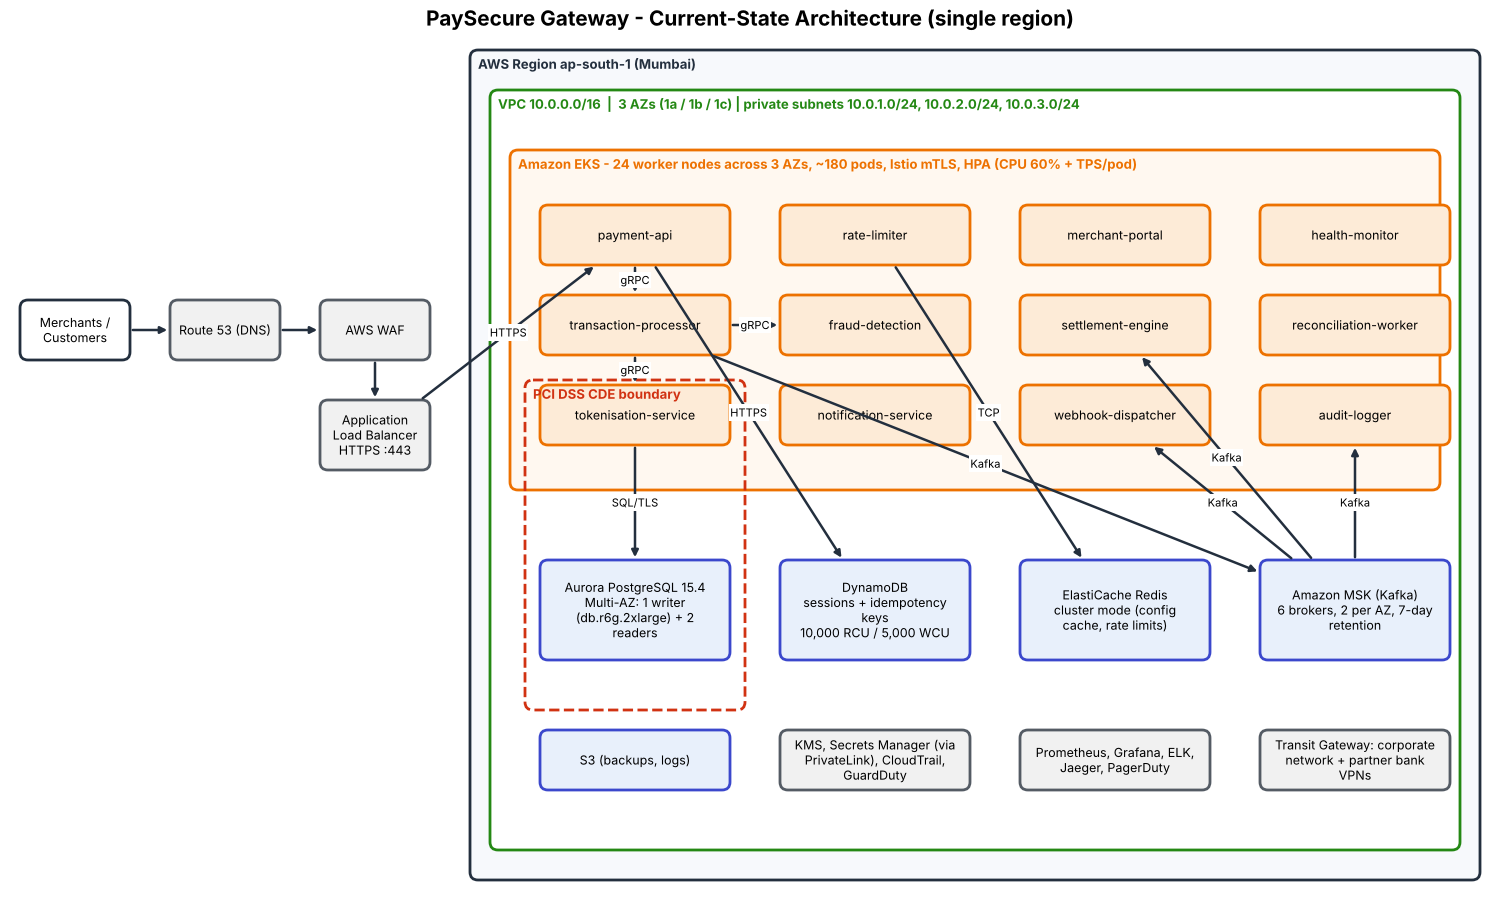 PaySecure Gateway - Current-State Architecture (single region)
AWS Region ap-south-1 (Mumbai)
VPC 10.0.0.0/16 | 3 AZs (1a / 1b / 1c) | private subnets 10.0.1.0/24, 10.0.2.0/24, 10.0.3.0/24
Amazon EKS - 24 worker nodes across 3 AZs, ~180 pods, Istio mTLS, HPA (CPU 60% + TPS/pod)
payment-api
rate-limiter
merchant-portal
health-monitor
gRPC
Merchants /
Customers
Route 53 (DNS)
AWS WAF
HTTPS
transaction-processor
gRPC
fraud-detection
settlement-engine
reconciliation-worker
gRPC
PCI DSS CDE boundary
tokenisation-service
HTTPS
notification-service
TCP
webhook-dispatcher
audit-logger
Application
Load Balancer
HTTPS :443
Kafka
Kafka
SQL/TLS
Kafka
Kafka
Aurora PostgreSQL 15.4
Multi-AZ: 1 writer
(db.r6g.2xlarge) + 2
readers
DynamoDB
sessions + idempotency
keys
10,000 RCU / 5,000 WCU
ElastiCache Redis
cluster mode (config
cache, rate limits)
Amazon MSK (Kafka)
6 brokers, 2 per AZ, 7-day
retention
S3 (backups, logs)
KMS, Secrets Manager (via
PrivateLink), CloudTrail,
GuardDuty
Prometheus, Grafana, ELK,
Jaeger, PagerDuty
Transit Gateway: corporate
network + partner bank
VPNs